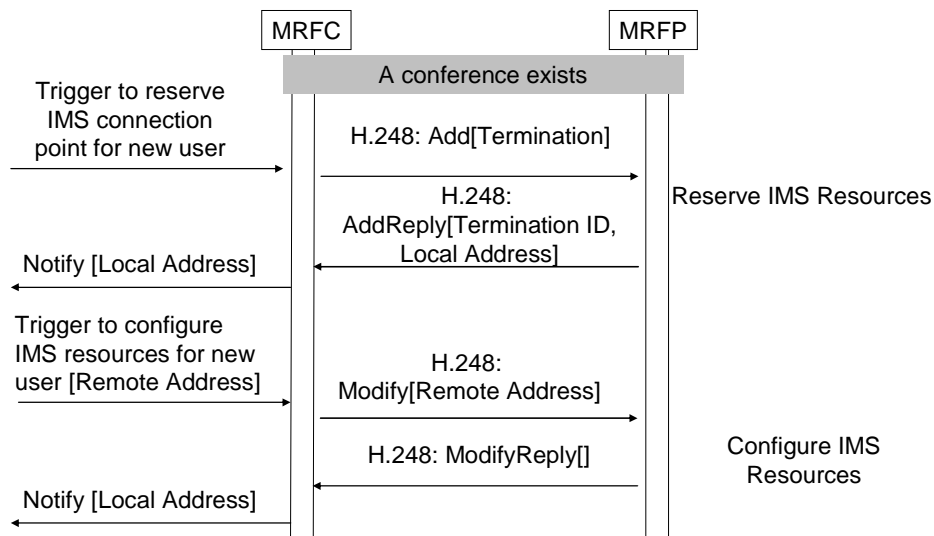 MRFC
MRFP
A conference exists
Trigger to reserve
IMS connection
point for new user
H.248: Add[Termination]
H.248:
AddReply[Termination ID,
Local Address]
Reserve IMS Resources
Notify [Local Address]
Trigger to configure
IMS resources for new
user [Remote Address]
H.248:
Modify[Remote Address]
H.248: ModifyReply[]
Configure IMS
Resources
Notify [Local Address]